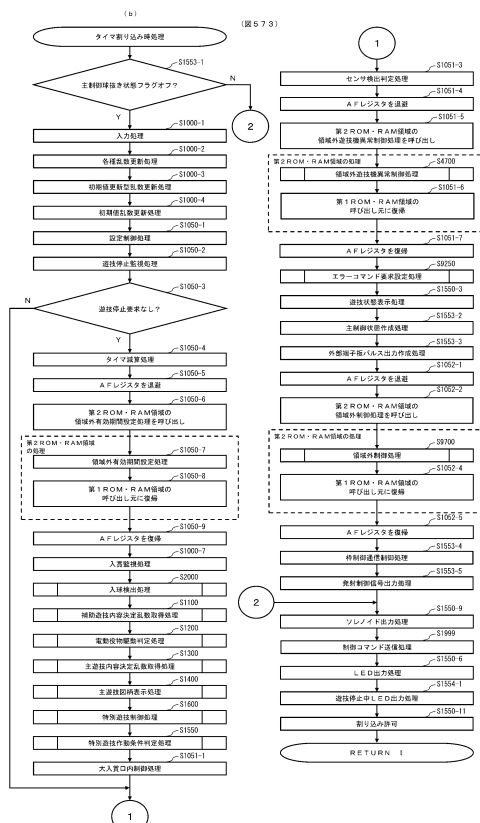 (b)
(図573)
タイマ割り込み時処理
S1553-1
主制御球抜き状態フラグオフ？
N
Y
2
S1000-1
入力処理
S1000-2
各種乱数更新処理
S1000-3
初期値更新型乱数更新処理
S1000-4
初期値乱数更新処理
S1050-1
設定制御処理
S1050-2
遊技停止監視処理
S1050-3
N
遊技停止要求なし？
Y
S1050-4
タイマ減算処理
S1050-5
AFレジスタを退避
S1050-6
第2ROM・RAM領域の
領域外有効期間設定処理を呼び出し
第2ROM・RAM領域
の処理
S1050-7
領域外有効期間設定処理
S1050-8
第1ROM・RAM領域の
呼び出し元に復帰
S1050-9
AFレジスタを復帰
S1000-7
入賞監視処理
S2000
入球検出処理
S1100
補助遊技内容決定乱数取得処理
S1200
電動役物駆動判定処理
S1300
主遊技内容決定乱数取得処理
S1400
主遊技図柄表示処理
S1600
特別遊技制御処理
S1550
特別遊技作動条件判定処理
S1051-1
大入賞口内制御処理
1
1
S1051-3
センサ検出判定処理
S1051-4
AFレジスタを退避
S1051-5
第2ROM・RAM領域の
領域外遊技機異常制御処理を呼び出し
第2ROM・RAM領域の処理
S4700
領域外遊技機異常制御処理
S1051-6
第1ROM・RAM領域の
呼び出し元に復帰
S1051-7
AFレジスタを復帰
S9250
エラーコマンド要求設定処理
S1550-3
遊技状態表示処理
S1553-2
主制御状態作成処理
S1553-3
外部端子板パルス出力作成処理
S1052-1
AFレジスタを退避
S1052-2
第2ROM・RAM領域の
領域外制御処理を呼び出し
第2ROM・RAM領域の処理
S9700
領域外制御処理
S1052-4
第1ROM・RAM領域の
呼び出し元に復帰
S1052-5
AFレジスタを復帰
S1553-4
枠制御通信制御処理
S1553-5
発射制御信号出力処理
2
S1550-9
ソレノイド出力処理
S1999
制御コマンド送信処理
S1550-6
LED出力処理
S1554-1
遊技停止中LED出力処理
S1550-11
割り込み許可
RETURN I